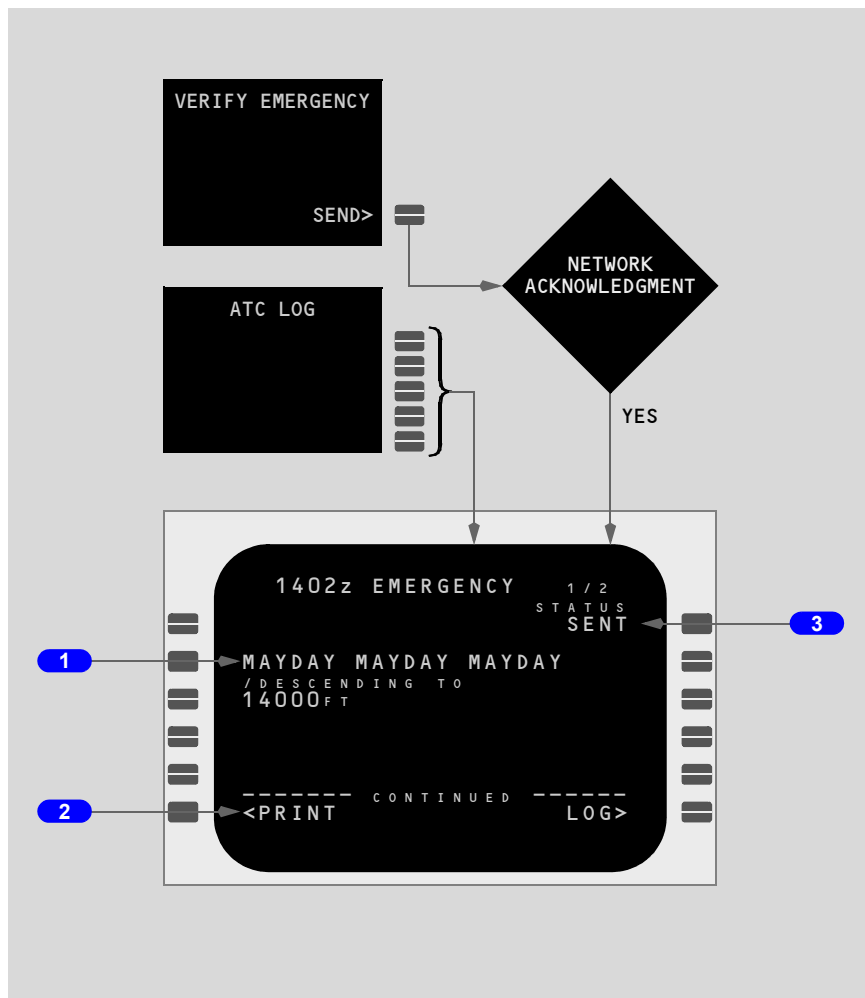 VERIFY EMERGENCY
SEND>
NETWORK
ACKNOWLEDGMENT
ATC LOG
YES
1402z EMERGENCY 1/2
STATUS
SENT
3
1
MAYDAY MAYDAY MAYDAY
/DESCENDING TO
14000FT
------- CONTINUED ------
2
<PRINT LOG>